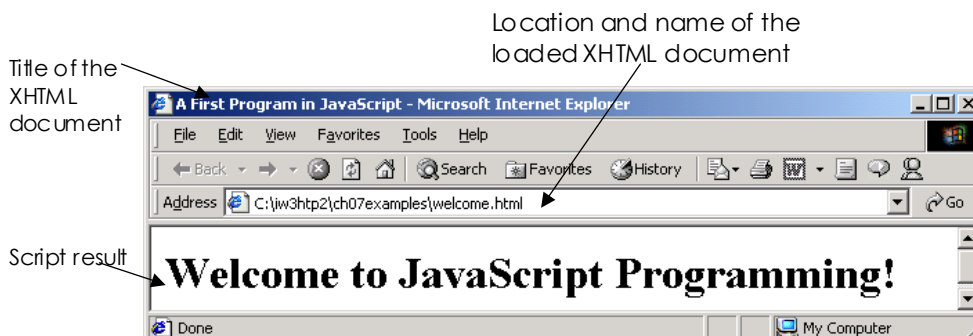 Location and name of the
loaded XHTML document
Title of the
XHTML
document
A First Program in JavaScript - Microsoft Internet Explorer
File Edit View Favorites Tools Help
Back Search Favorites History
Address C:\iw3htp2\ch07examples\welcome.html Go
Script result
Welcome to JavaScript Programming!
Done My Computer